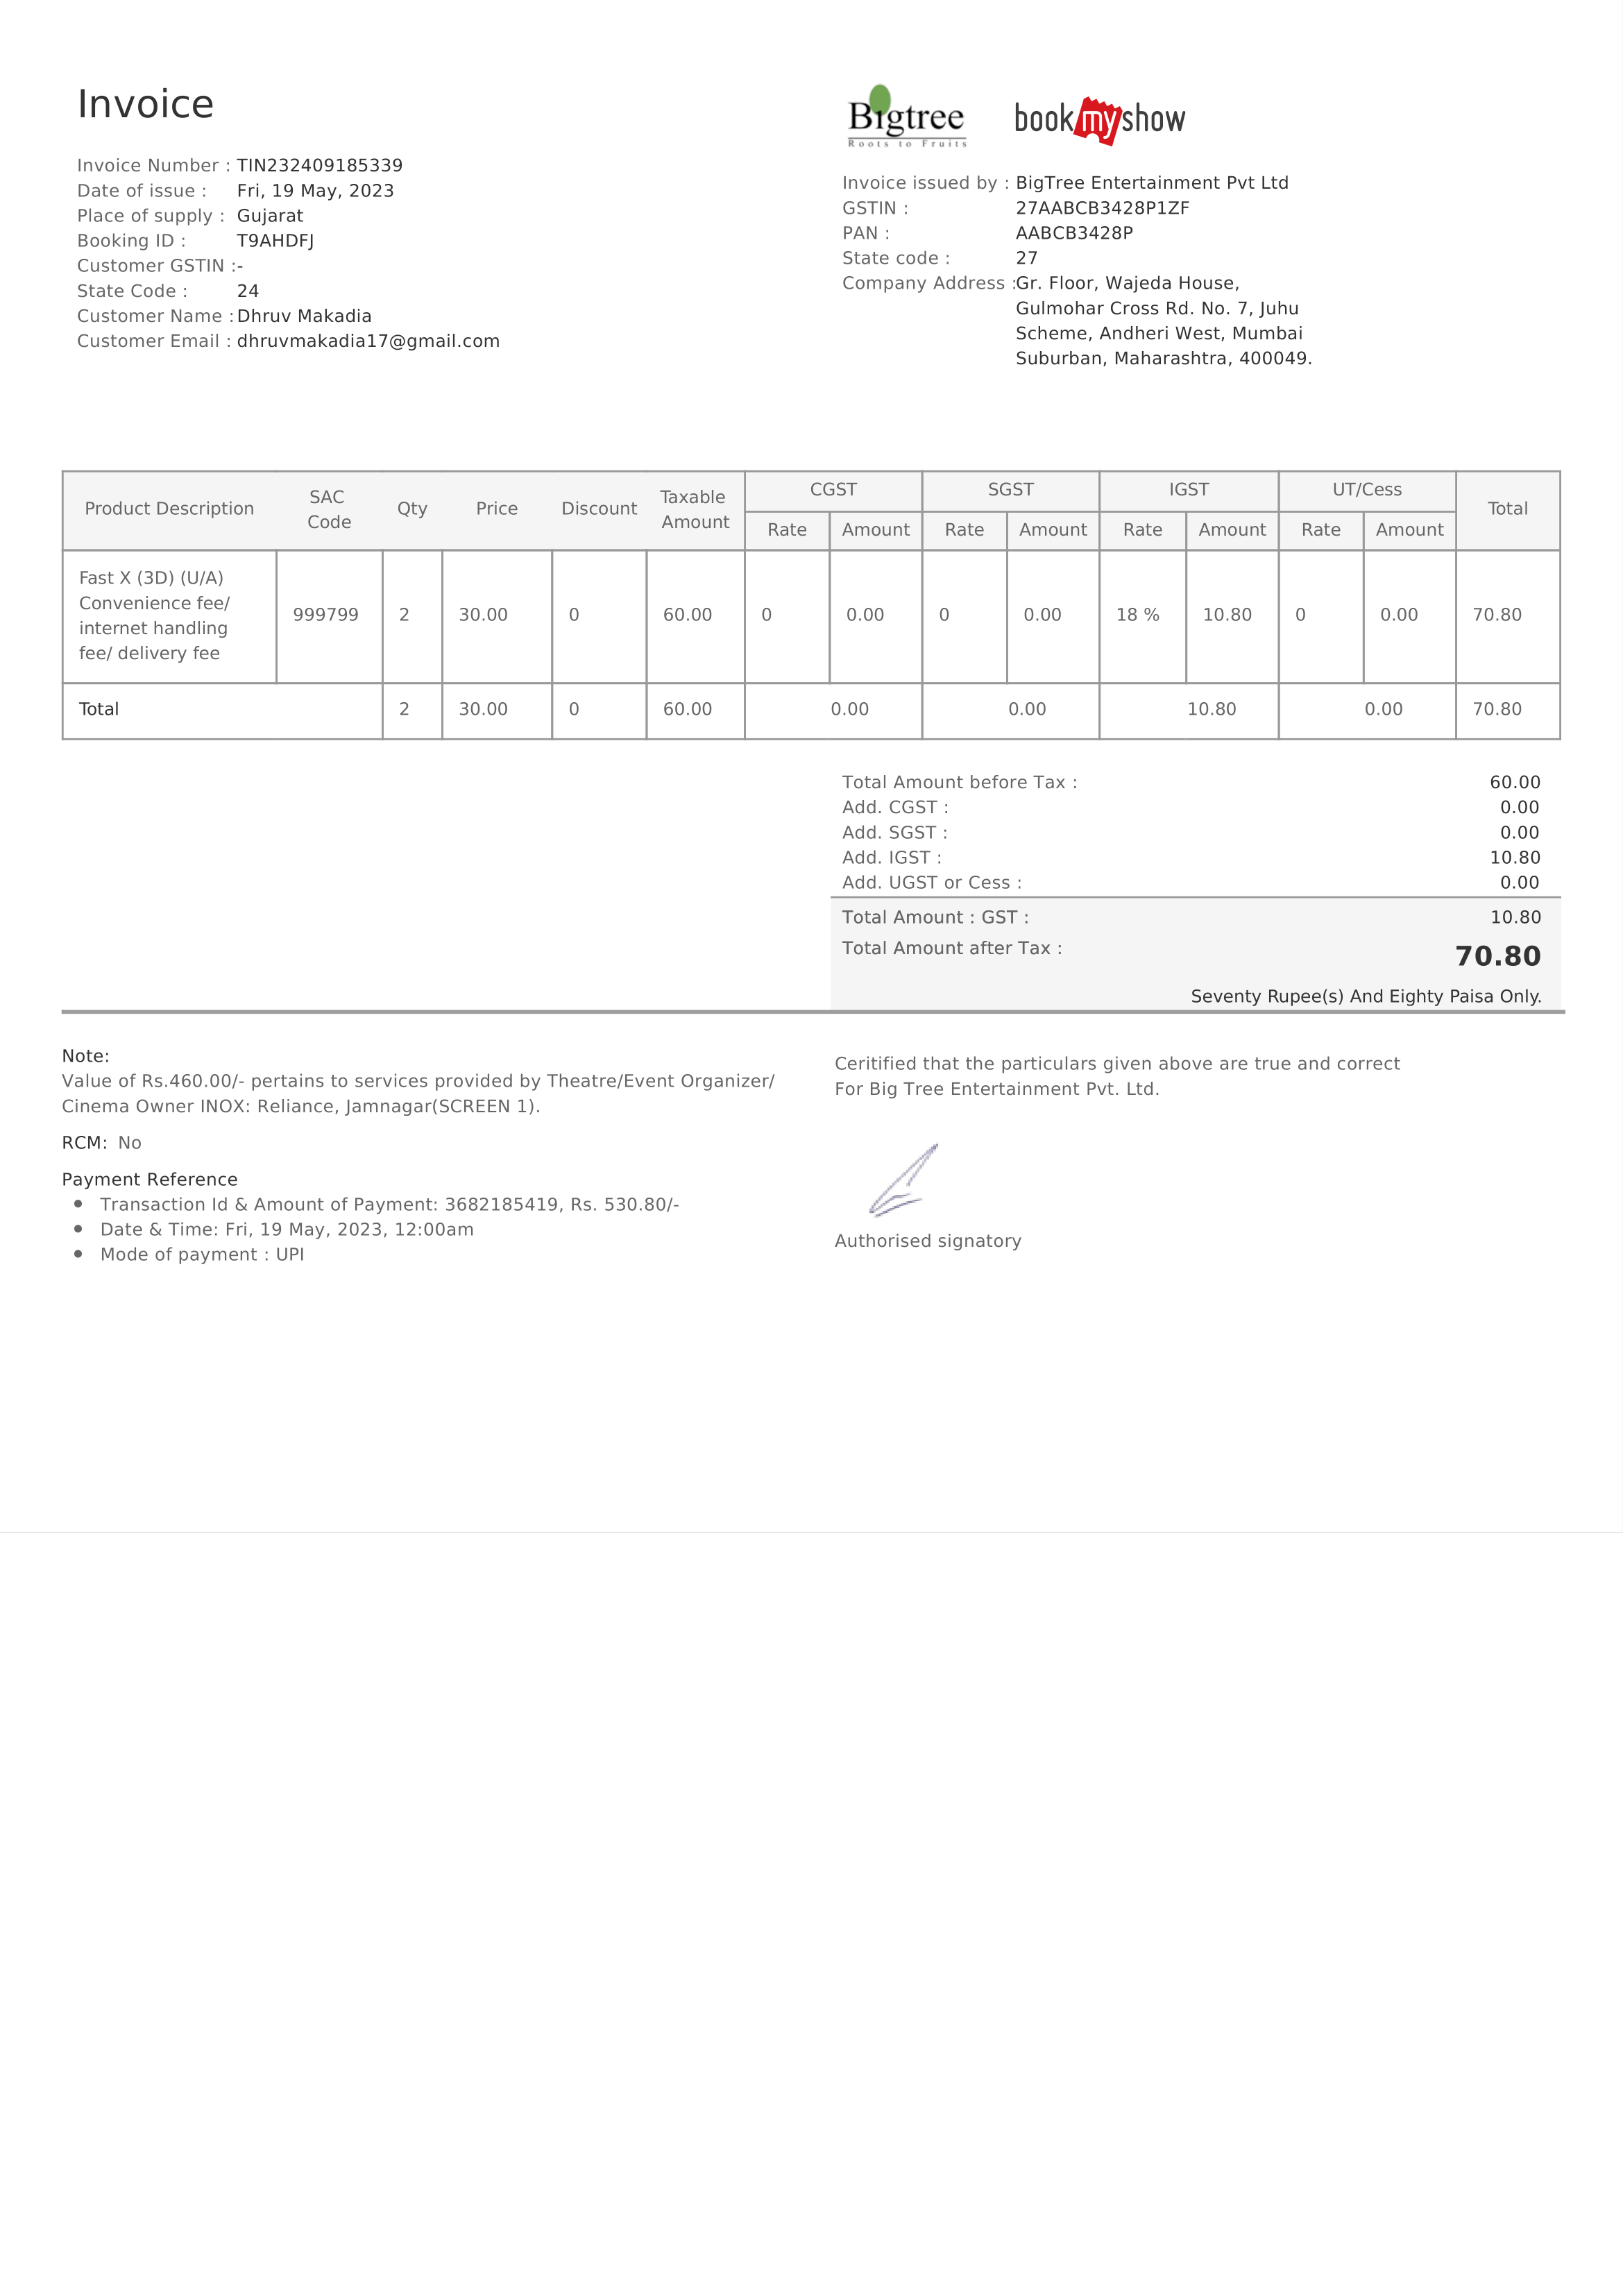 Invoice
Invoice Number : TIN232409185339
Date of issue : Fri, 19 May, 2023
Place of supply : Gujarat
Booking ID : T9AHDFJ
Customer GSTIN :-
State Code : 24
Customer Name : Dhruv Makadia
Customer Email : dhruvmakadia17@gmail.com
Bigtree
Roots to Fruits
bookmyshow
Invoice issued by : BigTree Entertainment Pvt Ltd
GSTIN : 27AABCB3428P1ZF
PAN : AABCB3428P
State code : 27
Company Address : Gr. Floor, Wajeda House,
Gulmohar Cross Rd. No. 7, Juhu
Scheme, Andheri West, Mumbai
Suburban, Maharashtra, 400049.
Product Description SAC Code Qty Price Discount Taxable Amount CGST SGST IGST UT/Cess Total
Rate Amount Rate Amount Rate Amount Rate Amount
Fast X (3D) (U/A)
Convenience fee/
internet handling
fee/ delivery fee
999799 2 30.00 0 60.00 0 0.00 0 0.00 18 % 10.80 0 0.00 70.80
Total 2 30.00 0 60.00 0.00 0.00 10.80 0.00 70.80
Total Amount before Tax : 60.00
Add. CGST : 0.00
Add. SGST : 0.00
Add. IGST : 10.80
Add. UGST or Cess : 0.00
Total Amount : GST : 10.80
Total Amount after Tax : 70.80
Seventy Rupee(s) And Eighty Paisa Only.
Note:
Value of Rs.460.00/- pertains to services provided by Theatre/Event Organizer/
Cinema Owner INOX: Reliance, Jamnagar(SCREEN 1).
RCM: No
Payment Reference
● Transaction Id & Amount of Payment: 3682185419, Rs. 530.80/-
● Date & Time: Fri, 19 May, 2023, 12:00am
● Mode of payment : UPI
Ceritified that the particulars given above are true and correct
For Big Tree Entertainment Pvt. Ltd.
Authorised signatory